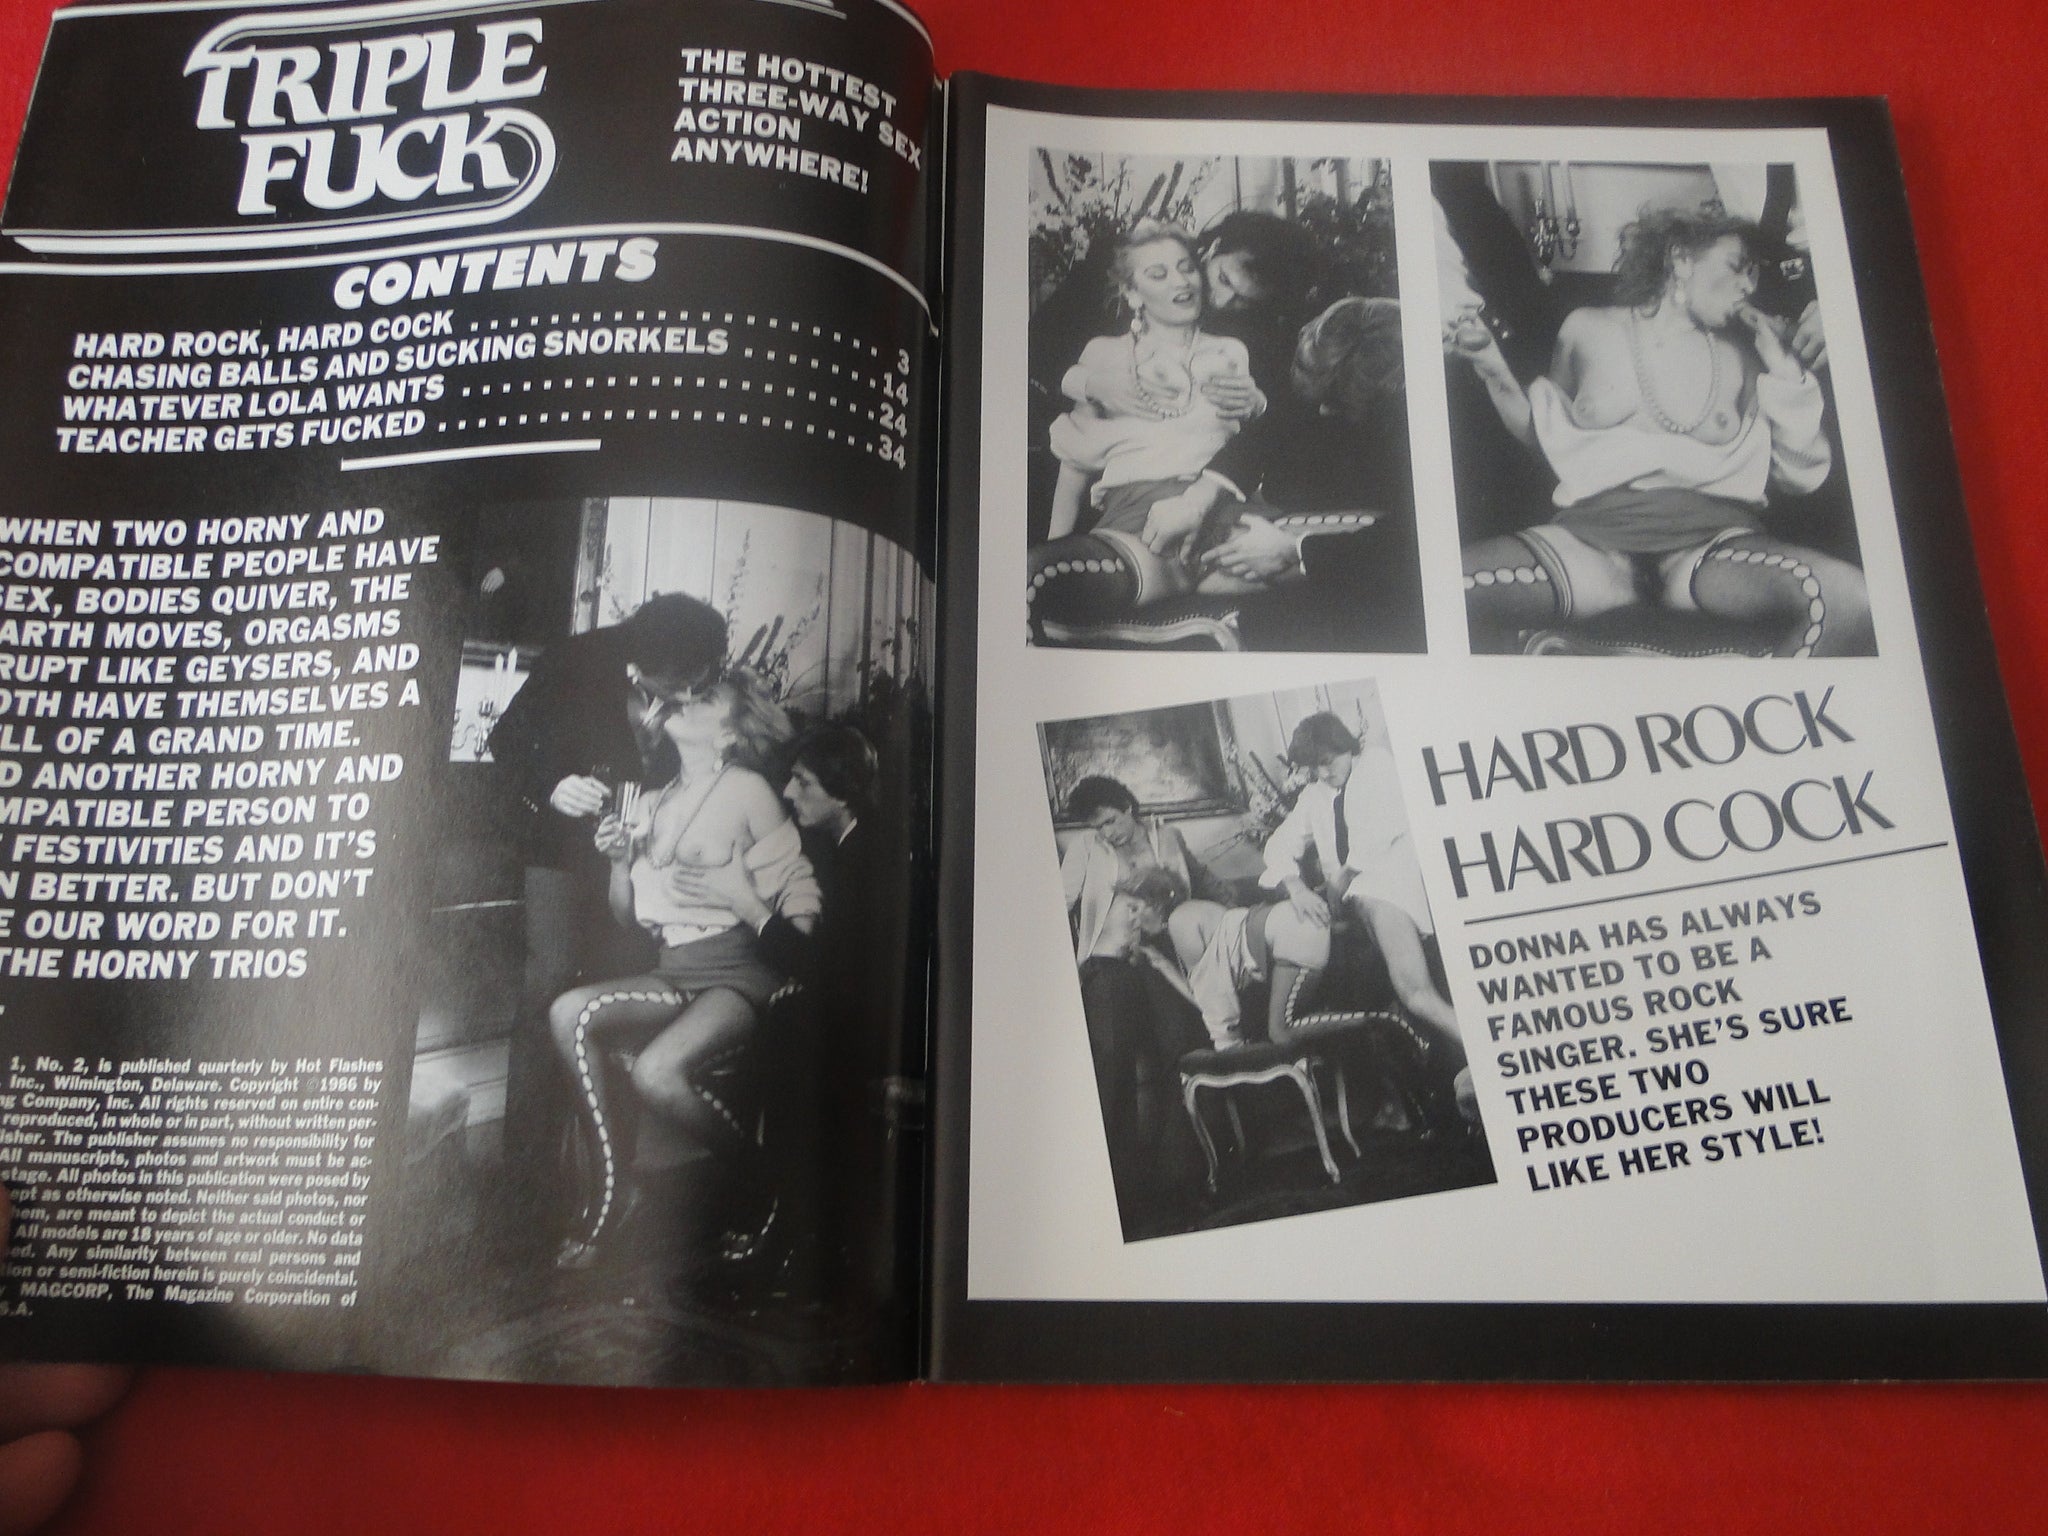 TRIPLE
FUCK
THE HOTTEST
THREE-WAY SEX
ACTION
ANYWHERE!
CONTENTS
HARD ROCK, HARD COCK . . . . . . . . . . . . . . . . . . . 3
CHASING BALLS AND SUCKING SNORKELS . . . . . . 14
WHATEVER LOLA WANTS . . . . . . . . . . . . . . . . . . . 24
TEACHER GETS FUCKED . . . . . . . . . . . . . . . . . . . . 34
WHEN TWO HORNY AND
COMPATIBLE PEOPLE HAVE
SEX, BODIES QUIVER, THE
ARTH MOVES, ORGASMS
RUPT LIKE GEYSERS, AND
OTH HAVE THEMSELVES A
LL OF A GRAND TIME.
D ANOTHER HORNY AND
MPATIBLE PERSON TO
FESTIVITIES AND IT'S
N BETTER. BUT DON'T
E OUR WORD FOR IT.
THE HORNY TRIOS
1, No. 2, is published quarterly by Hot Flashes
Inc., Wilmington, Delaware. Copyright ©1986 by
ng Company, Inc. All rights reserved on entire con-
reproduced, in whole or in part, without written per-
isher. The publisher assumes no responsibility for
All manuscripts, photos and artwork must be ac-
stage. All photos in this publication were posed by
ept as otherwise noted. Neither said photos, nor
hem, are meant to depict the actual conduct or
All models are 18 years of age or older. No data
ed. Any similarity between real persons and
ion or semi-fiction herein is purely coincidental.
y MAGCORP, The Magazine Corporation of
S.A.
HARD ROCK
HARD COCK
DONNA HAS ALWAYS
WANTED TO BE A
FAMOUS ROCK
SINGER. SHE'S SURE
THESE TWO
PRODUCERS WILL
LIKE HER STYLE!